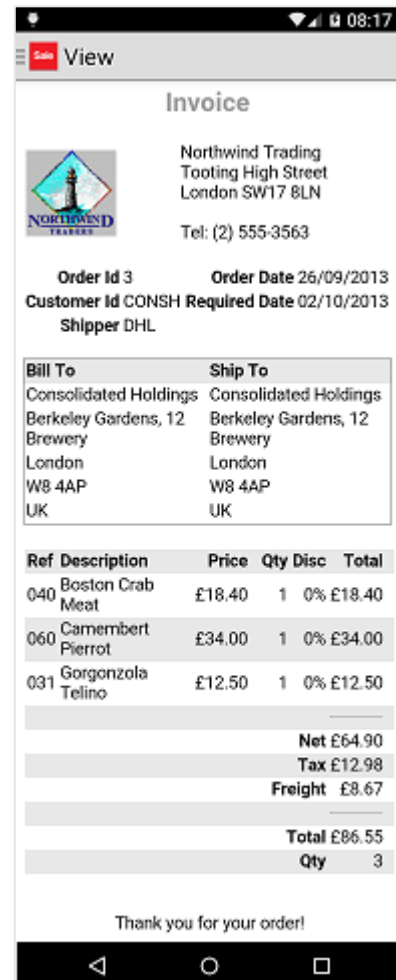 08:17
Sale View
Invoice
NORTHWIND
TRADERS
Northwind Trading
Tooting High Street
London SW17 8LN
Tel: (2) 555-3563
Order Id 3 Order Date 26/09/2013
Customer Id CONSH Required Date 02/10/2013
Shipper DHL
Bill To Ship To
Consolidated Holdings Consolidated Holdings
Berkeley Gardens, 12 Berkeley Gardens, 12
Brewery Brewery
London London
W8 4AP W8 4AP
UK UK
Ref Description Price Qty Disc Total
040 Boston Crab Meat £18.40 1 0% £18.40
060 Camembert Pierrot £34.00 1 0% £34.00
031 Gorgonzola Telino £12.50 1 0% £12.50
Net £64.90
Tax £12.98
Freight £8.67
Total £86.55
Qty 3
Thank you for your order!